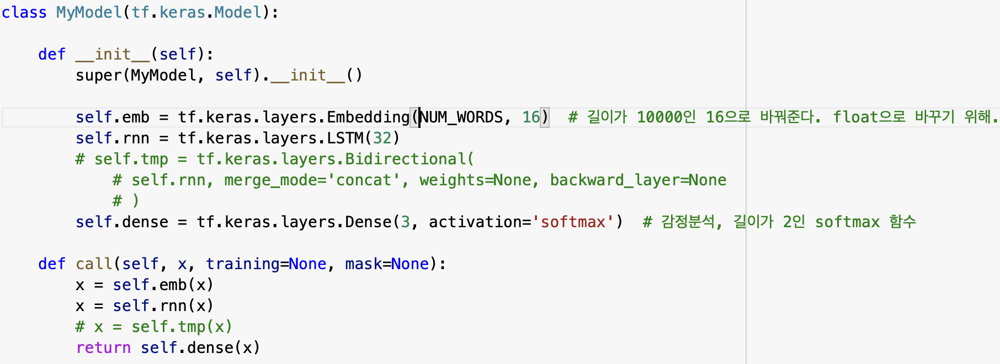 class MyModel(tf.keras.Model):
def __init__(self):
super(MyModel, self).__init__()
self.emb = tf.keras.layers.Embedding(NUM_WORDS, 16)  # 길이가 10000인 16으로 바꿔준다. float으로 바꾸기 위해.
self.rnn = tf.keras.layers.LSTM(32)
# self.tmp = tf.keras.layers.Bidirectional(
# self.rnn, merge_mode='concat', weights=None, backward_layer=None
# )
self.dense = tf.keras.layers.Dense(3, activation='softmax')  # 감정분석, 길이가 2인 softmax 함수
def call(self, x, training=None, mask=None):
x = self.emb(x)
x = self.rnn(x)
# x = self.tmp(x)
return self.dense(x)